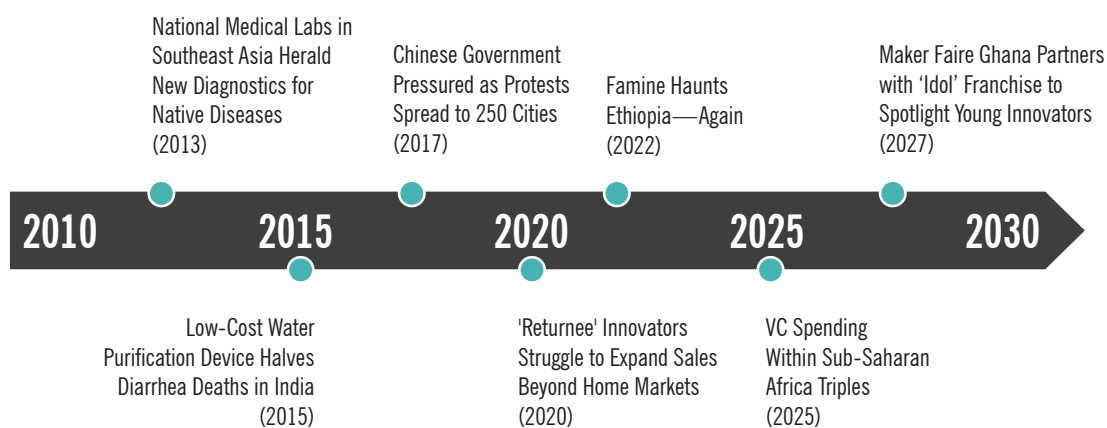 National Medical Labs in
Southeast Asia Herald
New Diagnostics for
Native Diseases
(2013)
Chinese Government
Pressured as Protests
Spread to 250 Cities
(2017)
Famine Haunts
Ethiopia—Again
(2022)
Maker Faire Ghana Partners
with ‘Idol’ Franchise to
Spotlight Young Innovators
(2027)
2010 2015 2020 2025 2030
Low-Cost Water
Purification Device Halves
Diarrhea Deaths in India
(2015)
'Returnee' Innovators
Struggle to Expand Sales
Beyond Home Markets
(2020)
VC Spending
Within Sub-Saharan
Africa Triples
(2025)